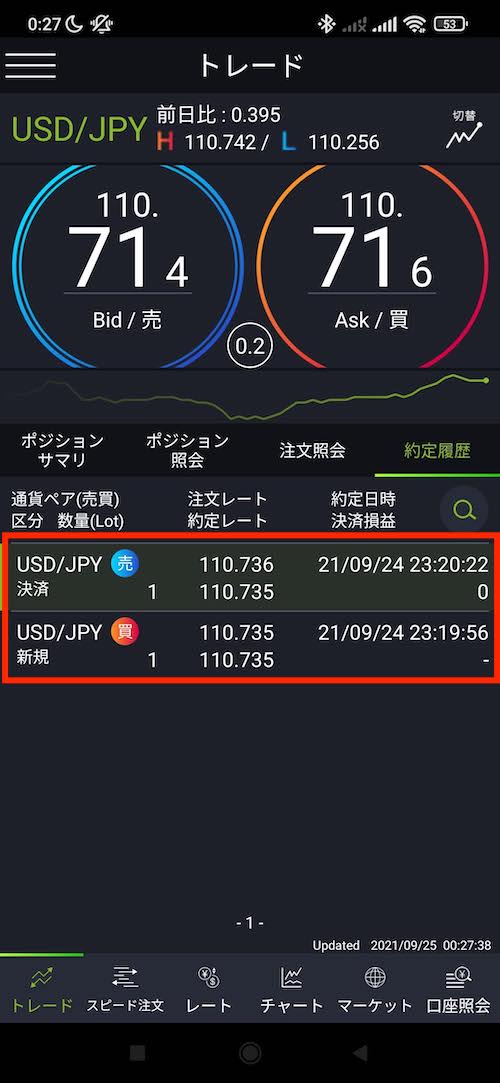 0:27
53
トレード
USD/JPY
前日比 : 0.395
H 110.742 / L 110.256
切替
110.
71 4
Bid / 売
110.
71 6
Ask / 買
0.2
ポジション
サマリ
ポジション
照会
注文照会
約定履歴
通貨ペア(売買)
区分 数量(Lot)
注文レート
約定レート
約定日時
決済損益
USD/JPY 売 110.736 21/09/24 23:20:22
決済 1 110.735 0
USD/JPY 買 110.735 21/09/24 23:19:56
新規 1 110.735 -
- 1 -
Updated 2021/09/25 00:27:38
トレード スピード注文 レート チャート マーケット 口座照会